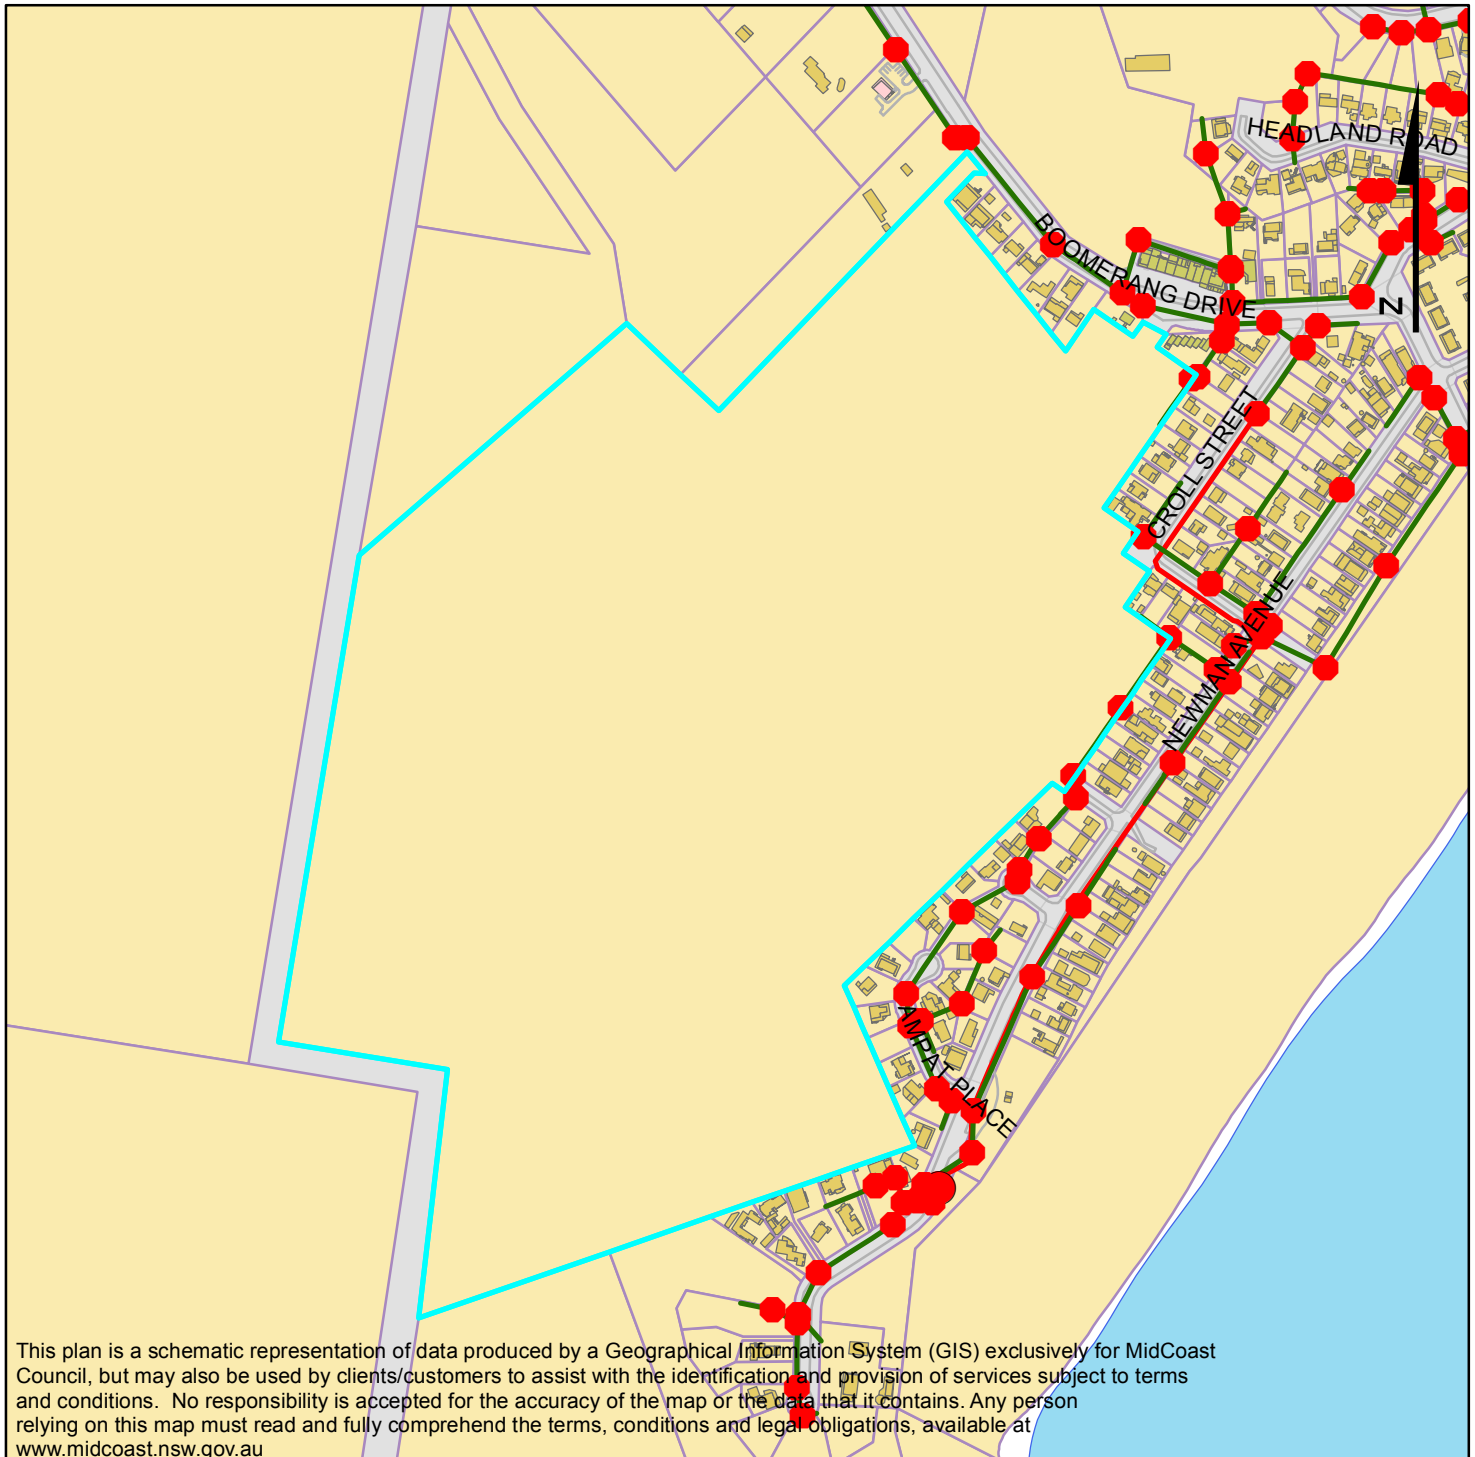 HEADLAND ROAD
BOOMERANG DRIVE
N
CROLL STREET
NEWMAN AVENUE
AMPAT PLACE
This plan is a schematic representation of data produced by a Geographical Information System (GIS) exclusively for MidCoast
Council, but may also be used by clients/customers to assist with the identification and provision of services subject to terms
and conditions.  No responsibility is accepted for the accuracy of the map or the data that it contains. Any person
relying on this map must read and fully comprehend the terms, conditions and legal obligations, available at
www.midcoast.nsw.gov.au